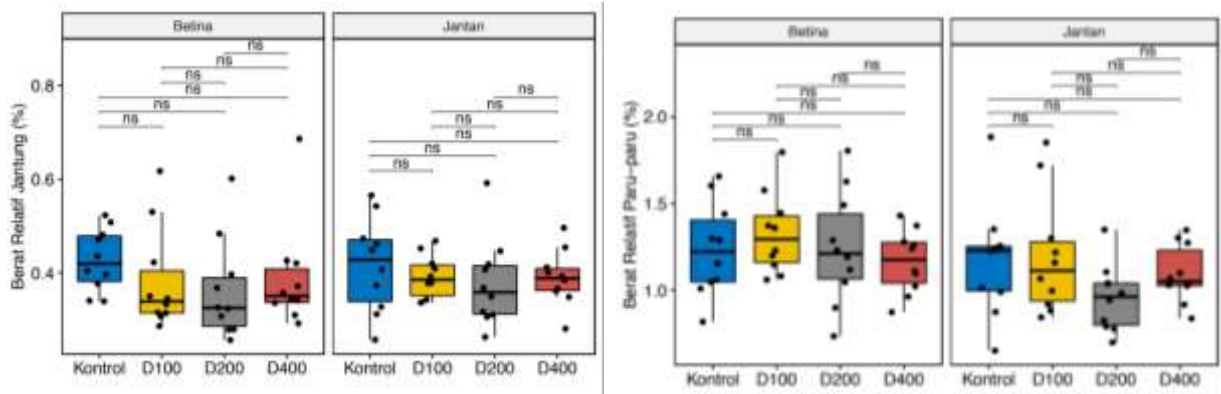 Betina
Jantan
ns
ns
ns
ns
ns
ns
ns
ns
ns
ns
ns
ns
Berat Relatif Jantung (%)
0.8
0.6
0.4
Kontrol D100 D200 D400
Kontrol D100 D200 D400
Betina
Jantan
ns
ns
ns
ns
ns
ns
ns
ns
ns
ns
ns
ns
Berat Relatif Paru-paru (%)
2.0
1.5
1.0
Kontrol D100 D200 D400
Kontrol D100 D200 D400